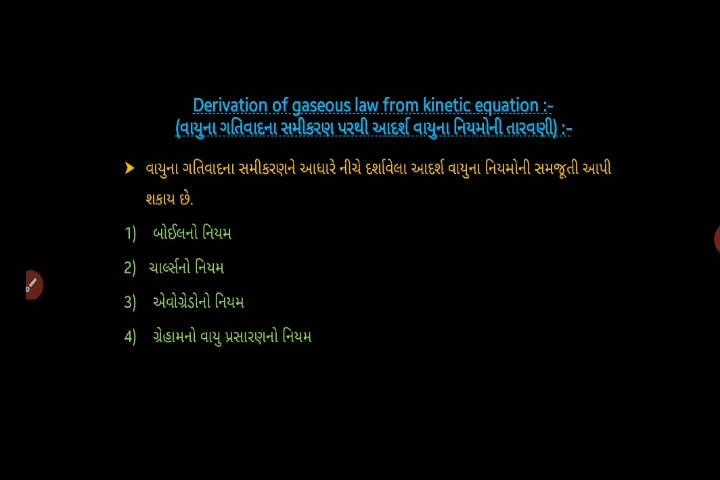 Derivation of gaseous law from kinetic equation :-
(વાયુના ગતિવાદના સમીકરણ પરથી આદર્શ વાયુના નિયમોની તારવણી) :-
➤ વાયુના ગતિવાદના સમીકરણને આધારે નીચે દર્શાવેલા આદર્શ વાયુના નિયમોની સમજૂતી આપી
શકાય છે.
1) બોઈલનો નિયમ
2) ચાર્લ્સનો નિયમ
3) એવોગ્રેડોનો નિયમ
4) ગ્રેહામનો વાયુ પ્રસારણનો નિયમ